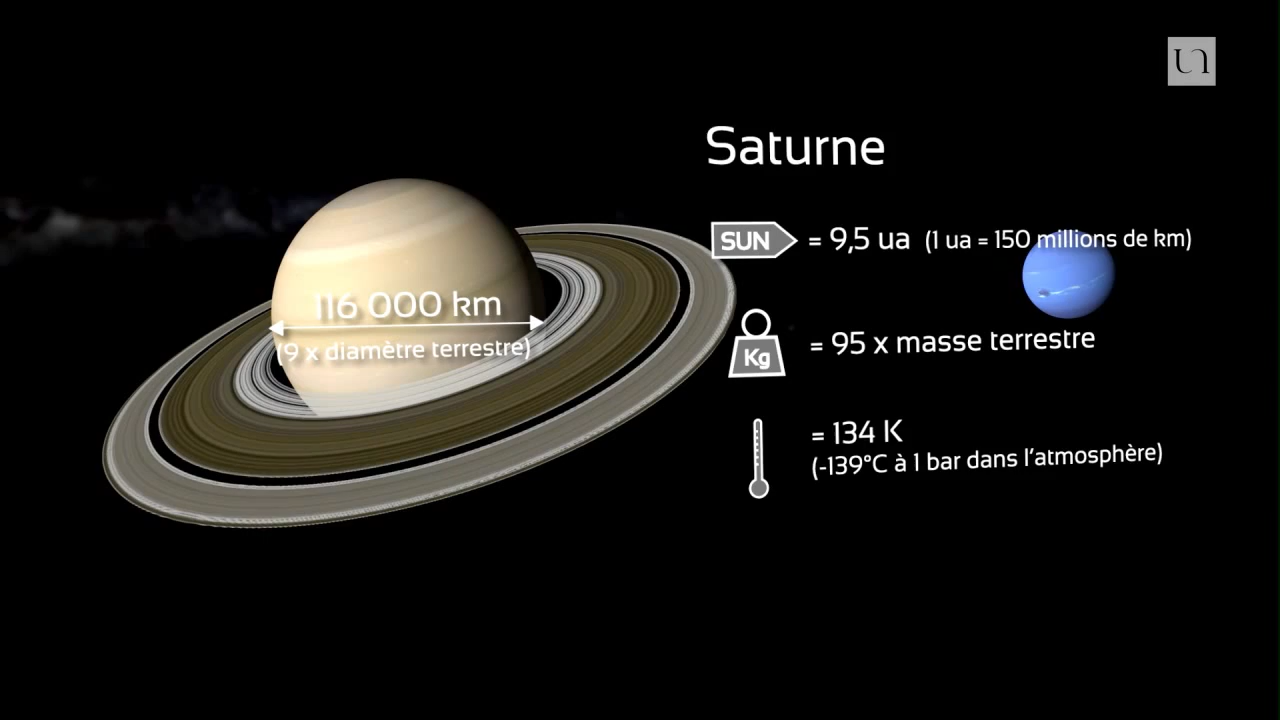 Saturne
SUN = 9,5 ua (1 ua = 150 millions de km)
116 000 km
(9 x diamètre terrestre)
Kg = 95 x masse terrestre
= 134 K
(-139°C à 1 bar dans l'atmosphère)